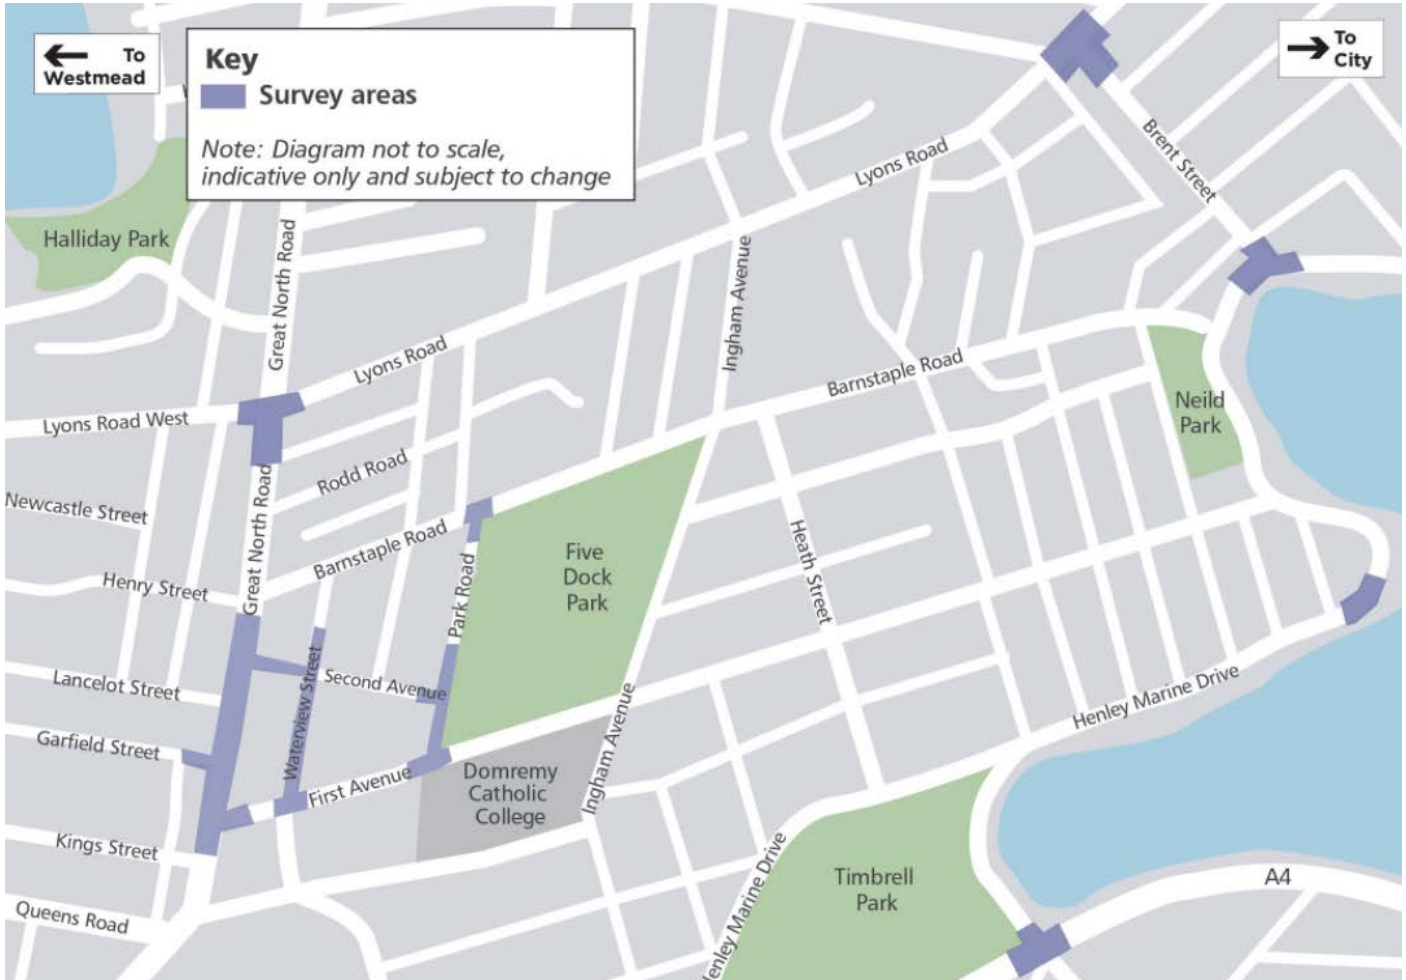 To
Westmead
Key
Survey areas
Note: Diagram not to scale,
indicative only and subject to change
To
City
Brent Street
Lyons Road
Halliday Park
Great North Road
Ingham Avenue
Lyons Road
Barnstaple Road
Neild
Park
Lyons Road West
Rodd Road
Great North Road
Newcastle Street
Barnstaple Road
Five
Dock
Park
Heath Street
Henry Street
Park Road
Lancelot Street
Waterview Street
Second Avenue
Henley Marine Drive
Garfield Street
First Avenue
Ingham Avenue
Domremy
Catholic
College
Kings Street
Henley Marine Drive
Timbrell
Park
A4
Queens Road